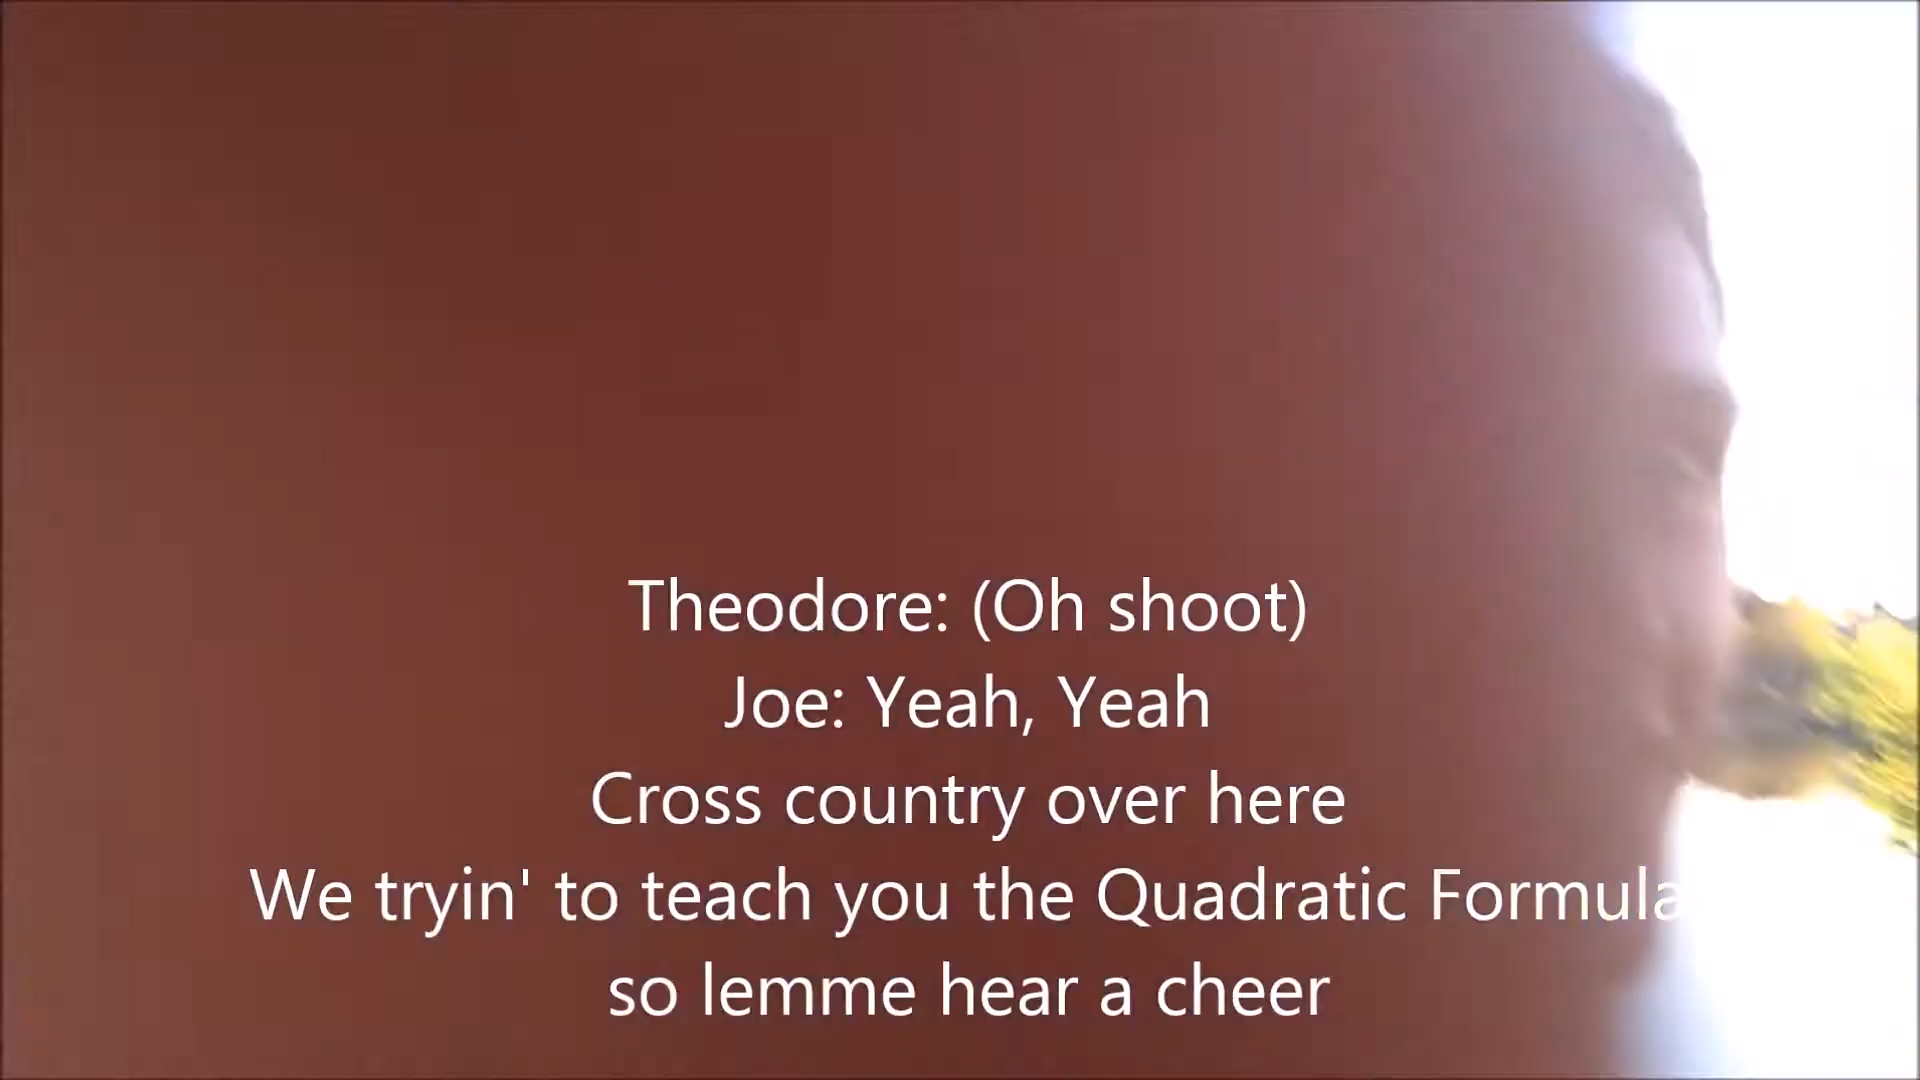 Theodore: (Oh shoot)
Joe: Yeah, Yeah
Cross country over here
We tryin' to teach you the Quadratic Formula
so lemme hear a cheer